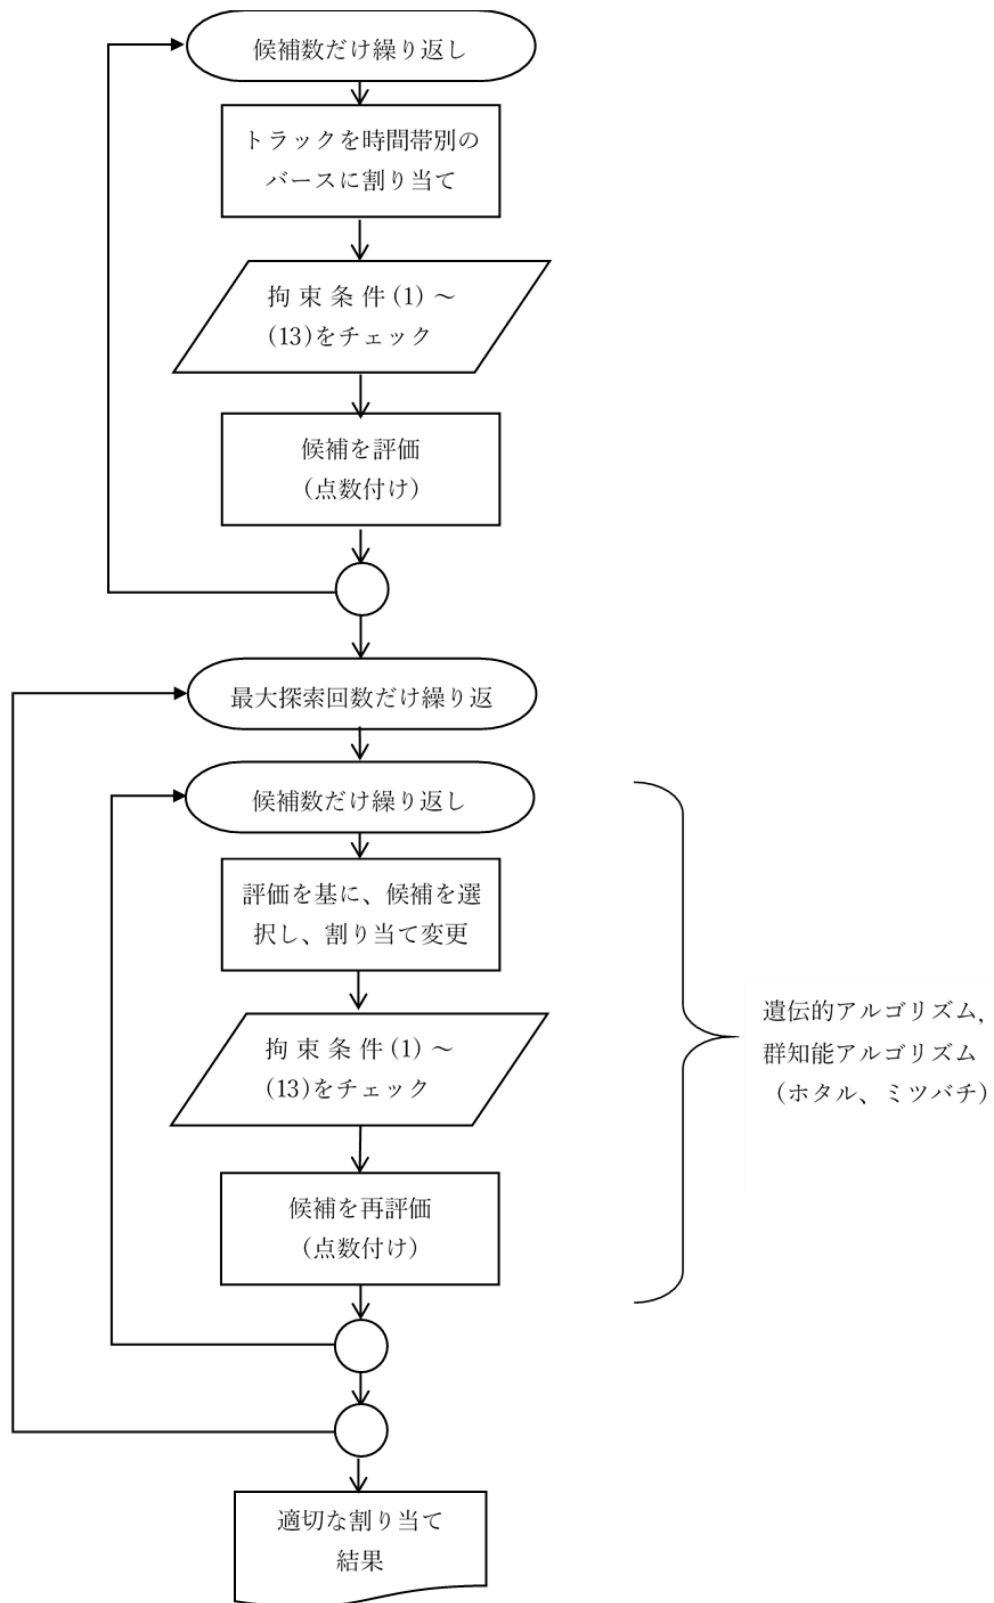 候補数だけ繰り返し
トラックを時間帯別の
バースに割り当て
拘束条件(1)～
(13)をチェック
候補を評価
（点数付け）
最大探索回数だけ繰り返
候補数だけ繰り返し
評価を基に、候補を選
択し、割り当て変更
拘束条件(1)～
(13)をチェック
候補を再評価
（点数付け）
遺伝的アルゴリズム,
群知能アルゴリズム
（ホタル、ミツバチ）
適切な割り当て
結果